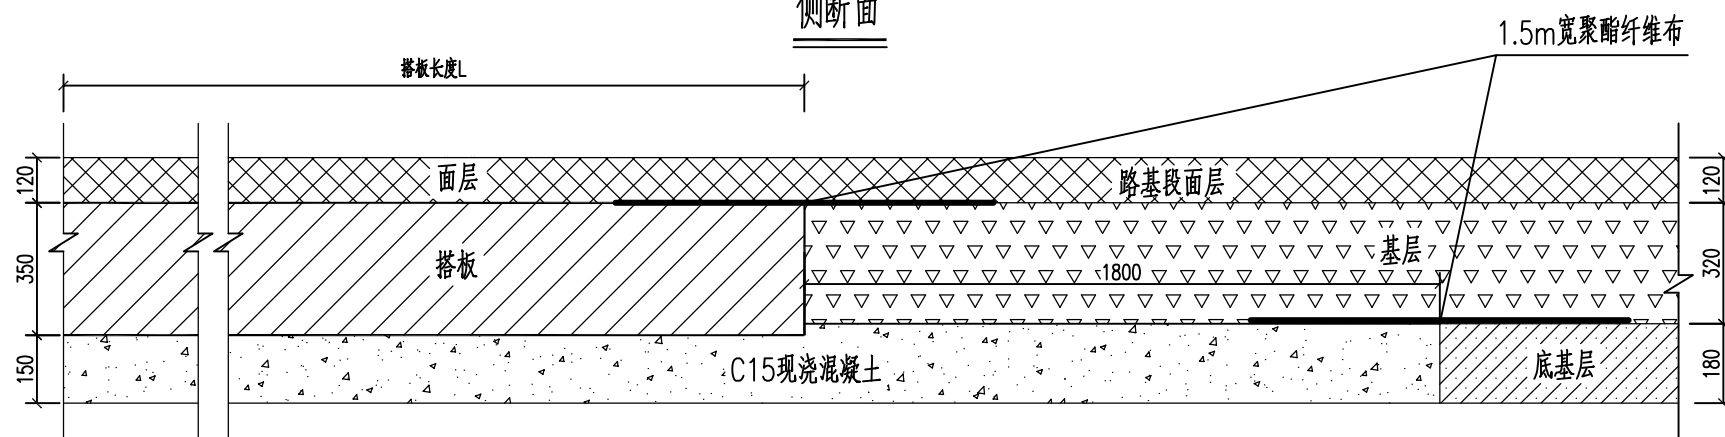 侧断面
1.5m宽聚酯纤维布
搭板长度L
120
面层
路基段面层
120
350
搭板
基层
1800
320
150
C15现浇混凝土
底基层
180